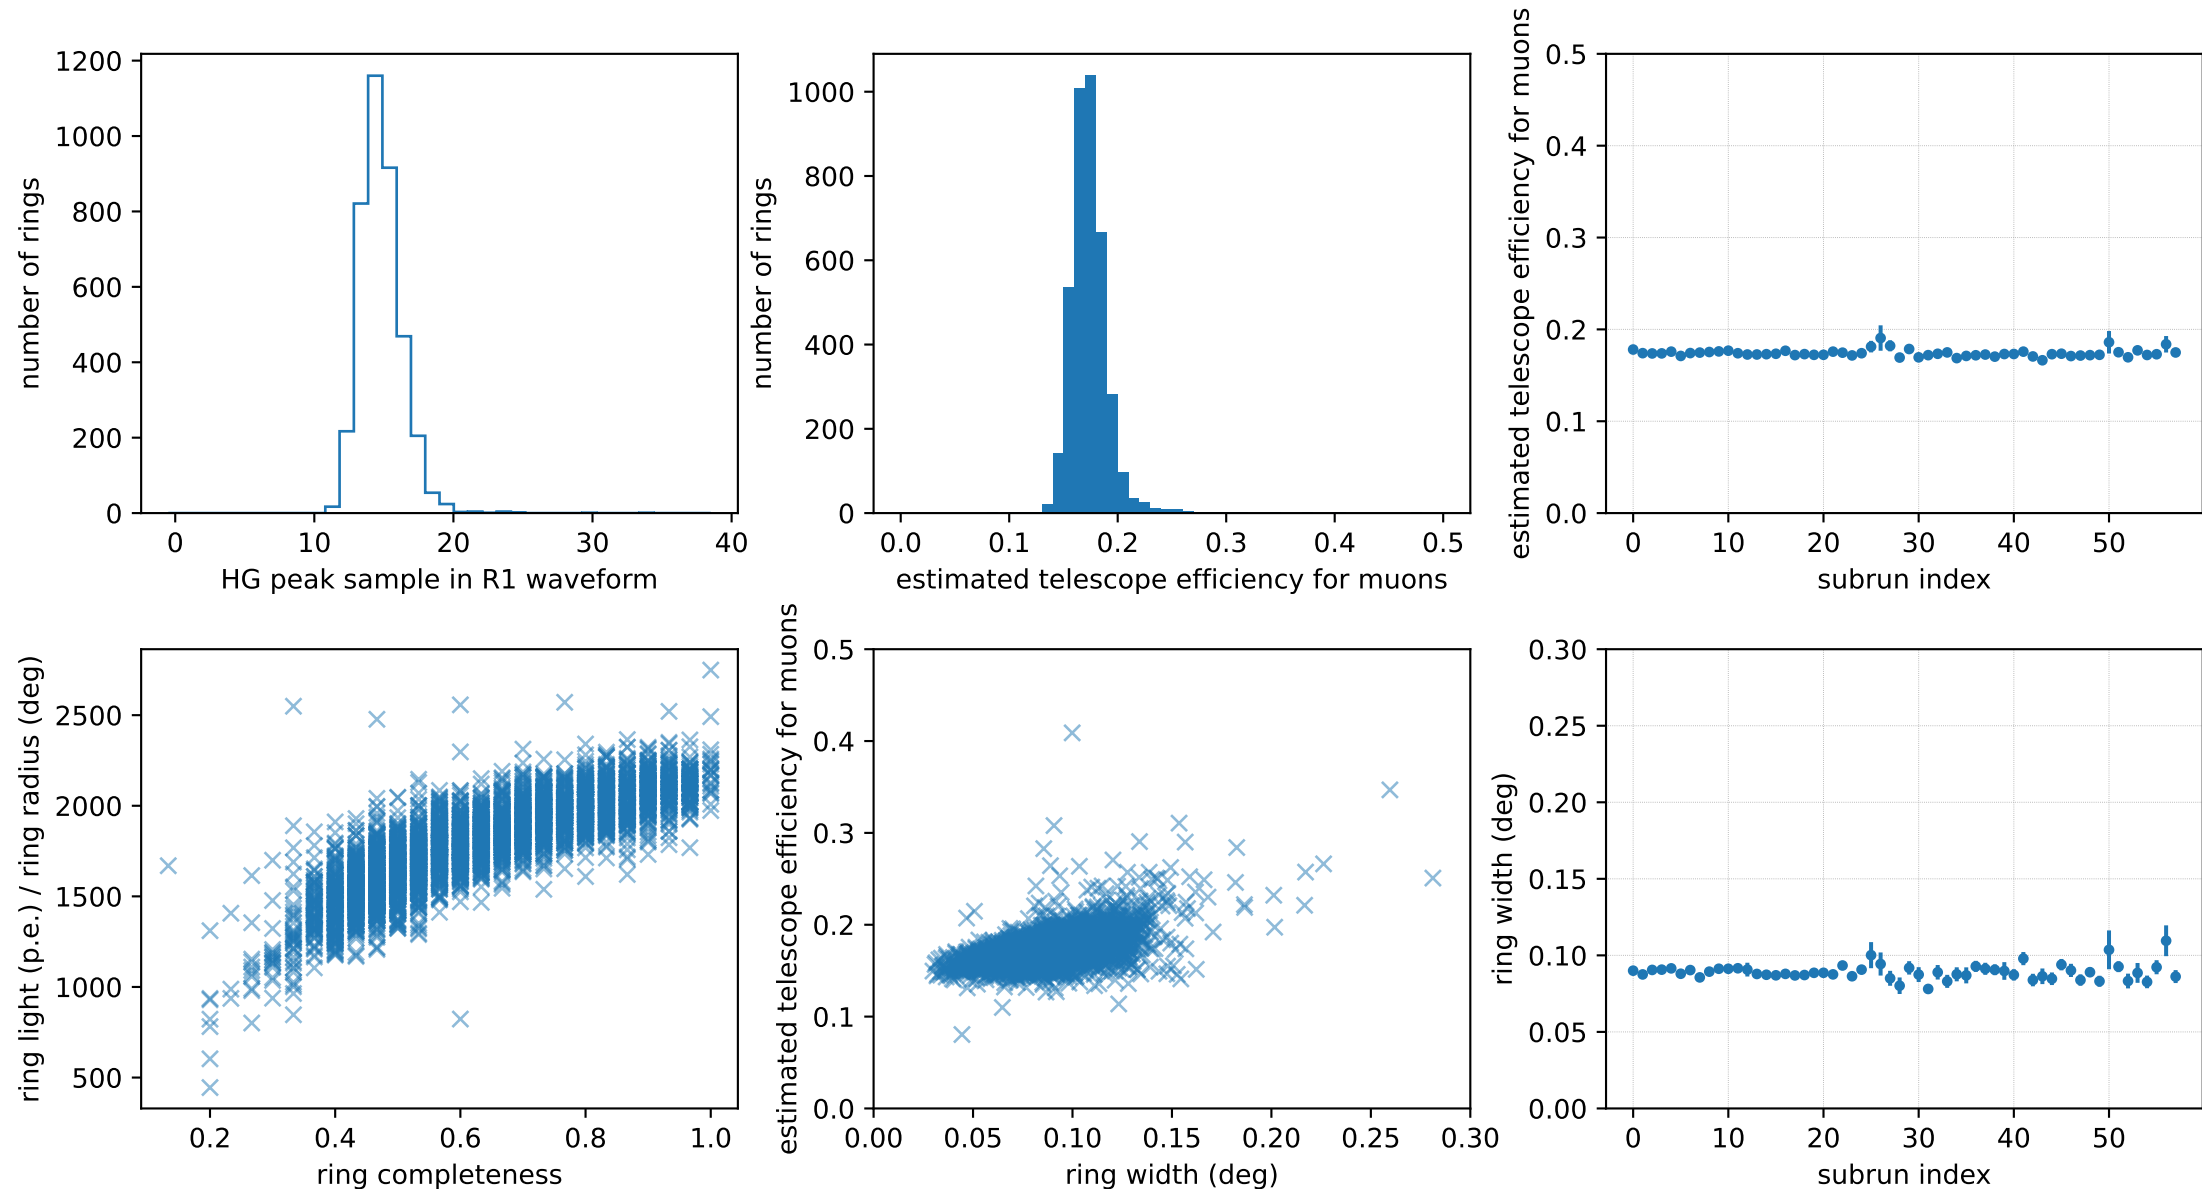 1200
1000
800
600
400
200
0
number of rings
0 10 20 30 40
HG peak sample in R1 waveform
1000
800
600
400
200
0
number of rings
0.0 0.1 0.2 0.3 0.4 0.5
estimated telescope efficiency for muons
0.5
0.4
0.3
0.2
0.1
0.0
estimated telescope efficiency for muons
0 10 20 30 40 50
subrun index
2500
2000
1500
1000
500
ring light (p.e.) / ring radius (deg)
0.2 0.4 0.6 0.8 1.0
ring completeness
0.5
0.4
0.3
0.2
0.1
0.0
estimated telescope efficiency for muons
0.00 0.05 0.10 0.15 0.20 0.25 0.30
ring width (deg)
0.30
0.25
0.20
0.15
0.10
0.05
0.00
ring width (deg)
0 10 20 30 40 50
subrun index